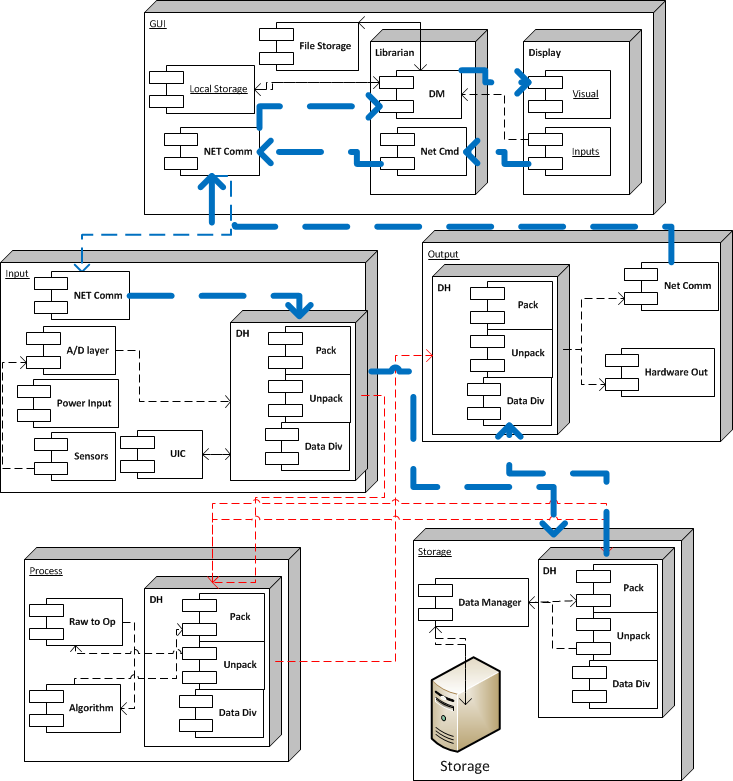 GUI
File Storage
Librarian
Display
Local Storage
DM
Visual
NET Comm
Net Cmd
Inputs
Input
NET Comm
A/D layer
Power Input
Sensors
UIC
DH
Pack
Unpack
Data Div
Output
DH
Pack
Unpack
Data Div
Net Comm
Hardware Out
Process
Raw to Op
Algorithm
DH
Pack
Unpack
Data Div
Storage
Data Manager
DH
Pack
Unpack
Data Div
Storage